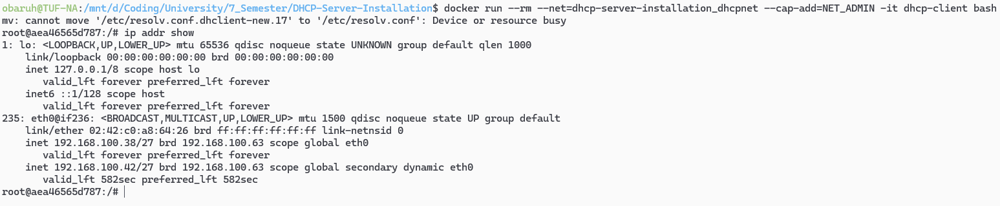 obaruh@TUF-NA:/mnt/d/Coding/University/7_Semester/DHCP-Server-Installation$ docker run --rm --net=dhcp-server-installation_dhcpnet --cap-add=NET_ADMIN -it dhcp-client bash
mv: cannot move '/etc/resolv.conf.dhclient-new.17' to '/etc/resolv.conf': Device or resource busy
root@aea46565d787:/# ip addr show
1: lo: <LOOPBACK,UP,LOWER_UP> mtu 65536 qdisc noqueue state UNKNOWN group default qlen 1000
    link/loopback 00:00:00:00:00:00 brd 00:00:00:00:00:00
    inet 127.0.0.1/8 scope host lo
       valid_lft forever preferred_lft forever
    inet6 ::1/128 scope host
       valid_lft forever preferred_lft forever
235: eth0@if236: <BROADCAST,MULTICAST,UP,LOWER_UP> mtu 1500 qdisc noqueue state UP group default
    link/ether 02:42:c0:a8:64:26 brd ff:ff:ff:ff:ff:ff link-netnsid 0
    inet 192.168.100.38/27 brd 192.168.100.63 scope global eth0
       valid_lft forever preferred_lft forever
    inet 192.168.100.42/27 brd 192.168.100.63 scope global secondary dynamic eth0
       valid_lft 582sec preferred_lft 582sec
root@aea46565d787:/#